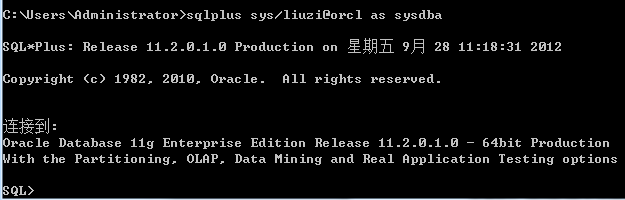 C:\Users\Administrator>sqlplus sys/liuzi@orcl as sysdba
SQL*Plus: Release 11.2.0.1.0 Production on 星期五 9月 28 11:18:31 2012
Copyright (c) 1982, 2010, Oracle.  All rights reserved.
连接到:
Oracle Database 11g Enterprise Edition Release 11.2.0.1.0 - 64bit Production
With the Partitioning, OLAP, Data Mining and Real Application Testing options
SQL>